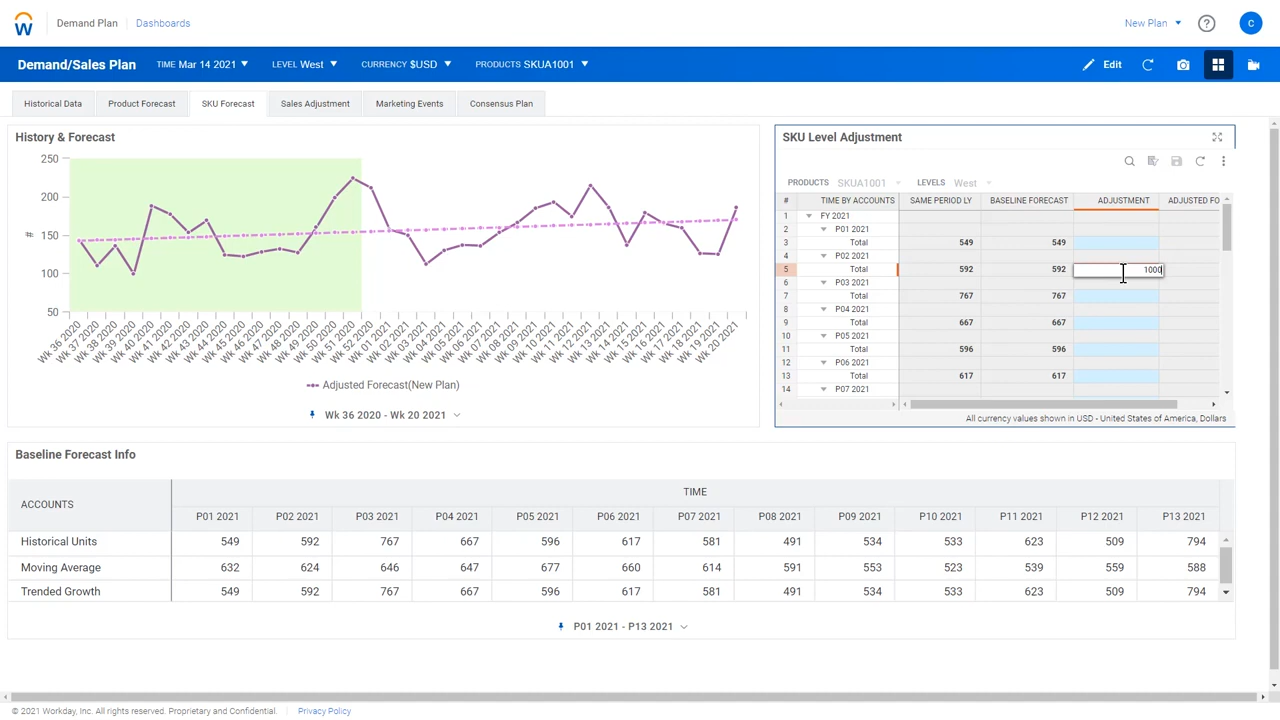 W Demand Plan Dashboards New Plan ? C
Demand/Sales Plan TIME Mar 14 2021 LEVEL West CURRENCY $USD PRODUCTS SKUA1001 Edit
Historical Data Product Forecast SKU Forecast Sales Adjustment Marketing Events Consensus Plan
History & Forecast
250
200
150
100
50
#
Wk 36 2020 Wk 37 2020 Wk 38 2020 Wk 39 2020 Wk 40 2020 Wk 41 2020 Wk 42 2020 Wk 43 2020 Wk 44 2020 Wk 45 2020 Wk 46 2020 Wk 47 2020 Wk 48 2020 Wk 49 2020 Wk 50 2020 Wk 51 2020 Wk 52 2020 Wk 01 2021 Wk 02 2021 Wk 03 2021 Wk 04 2021 Wk 05 2021 Wk 06 2021 Wk 07 2021 Wk 08 2021 Wk 09 2021 Wk 10 2021 Wk 11 2021 Wk 12 2021 Wk 13 2021 Wk 14 2021 Wk 15 2021 Wk 16 2021 Wk 17 2021 Wk 18 2021 Wk 19 2021 Wk 20 2021
Adjusted Forecast(New Plan)
Wk 36 2020 - Wk 20 2021
SKU Level Adjustment
PRODUCTS SKUA1001 LEVELS West
# TIME BY ACCOUNTS SAME PERIOD LY BASELINE FORECAST ADJUSTMENT ADJUSTED FO
1 FY 2021
2 P01 2021
3 Total 549 549
4 P02 2021
5 Total 592 592 1000
6 P03 2021
7 Total 767 767
8 P04 2021
9 Total 667 667
10 P05 2021
11 Total 596 596
12 P06 2021
13 Total 617 617
14 P07 2021
All currency values shown in USD - United States of America, Dollars
Baseline Forecast Info
ACCOUNTS TIME
P01 2021 P02 2021 P03 2021 P04 2021 P05 2021 P06 2021 P07 2021 P08 2021 P09 2021 P10 2021 P11 2021 P12 2021 P13 2021
Historical Units 549 592 767 667 596 617 581 491 534 533 623 509 794
Moving Average 632 624 646 647 677 660 614 591 553 523 539 559 588
Trended Growth 549 592 767 667 596 617 581 491 534 533 623 509 794
P01 2021 - P13 2021
© 2021 Workday, Inc. All rights reserved. Proprietary and Confidential. Privacy Policy